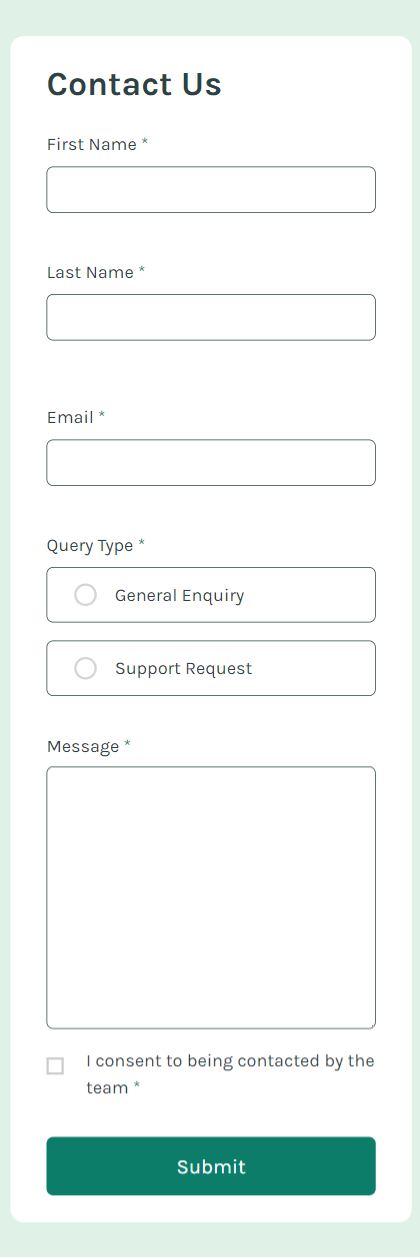 Contact Us
First Name *
Last Name *
Email *
Query Type *
General Enquiry
Support Request
Message *
I consent to being contacted by the
team *
Submit